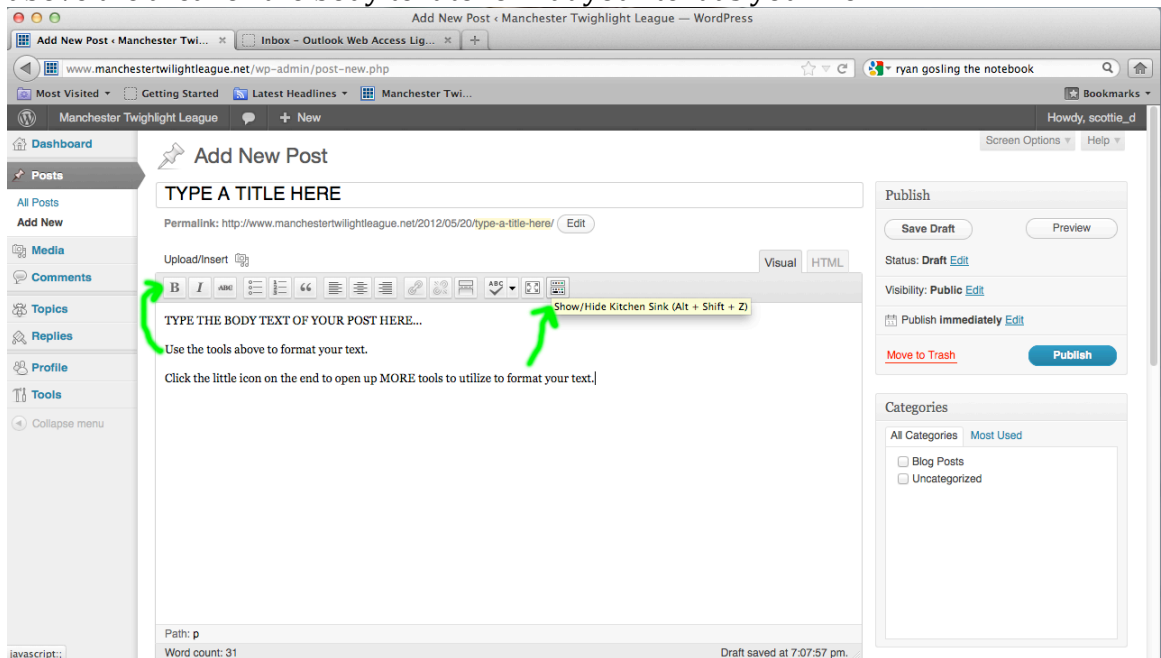 Add New Post ‹ Manchester Twighlight League — WordPress
Add New Post ‹ Manchester Twi... × Inbox – Outlook Web Access Lig... × +
www.manchestertwilightleague.net/wp-admin/post-new.php ryan gosling the notebook
Most Visited Getting Started Latest Headlines Manchester Twi... Bookmarks
Manchester Twighlight League + New Howdy, scottie_d
Dashboard
Screen Options Help
Add New Post
Posts
TYPE A TITLE HERE
Publish
All Posts
Add New
Permalink: http://www.manchestertwilightleague.net/2012/05/20/type-a-title-here/ Edit
Save Draft Preview
Media
Upload/Insert Visual HTML
Status: Draft Edit
Comments
B I ABC “ ABC
Visibility: Public Edit
Show/Hide Kitchen Sink (Alt + Shift + Z)
Topics
TYPE THE BODY TEXT OF YOUR POST HERE...
Publish immediately Edit
Replies
Use the tools above to format your text.
Move to Trash Publish
Profile
Click the little icon on the end to open up MORE tools to utilize to format your text.
Tools
Categories
Collapse menu
All Categories Most Used
Blog Posts
Uncategorized
Path: p
javascript:;
Word count: 31 Draft saved at 7:07:57 pm.